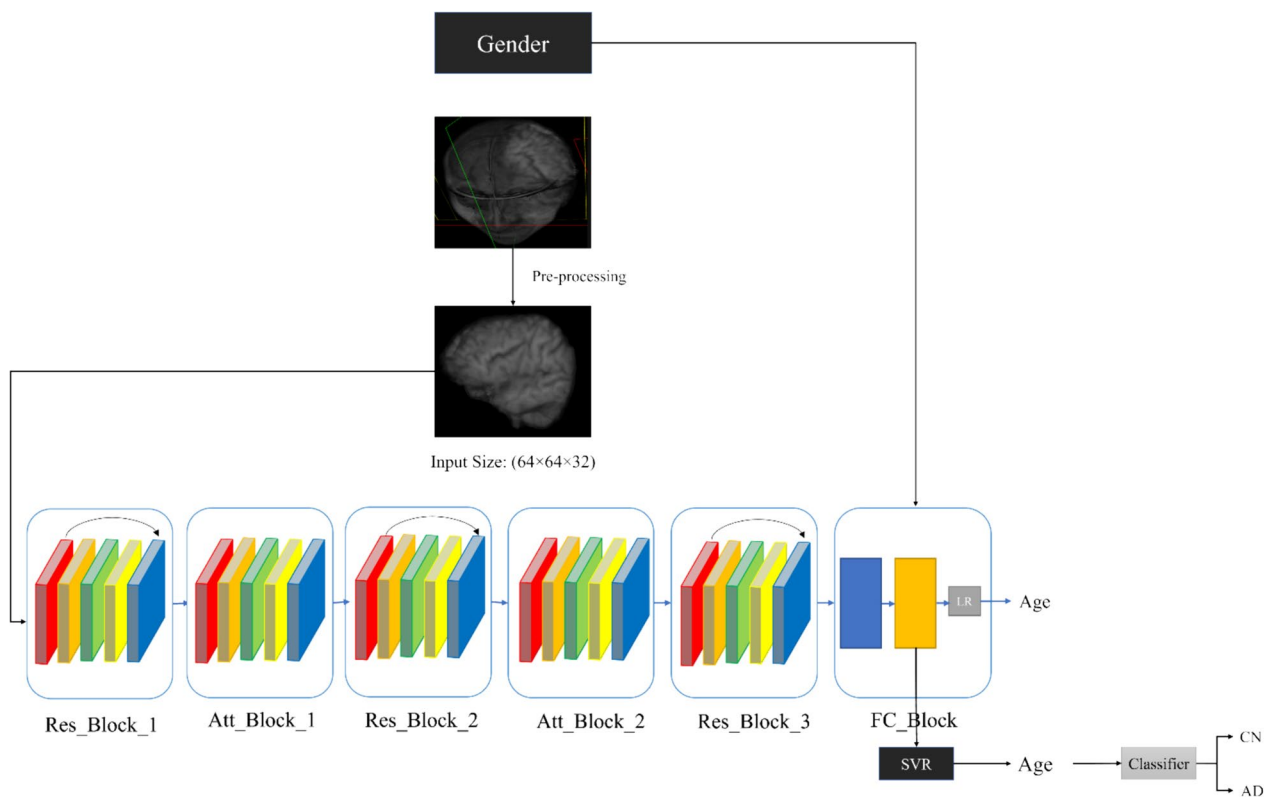 Gender
Pre-processing
Input Size: (64×64×32)
LR
Age
Res_Block_1
Att_Block_1
Res_Block_2
Att_Block_2
Res_Block_3
FC_Block
SVR
Age
Classifier
CN
AD